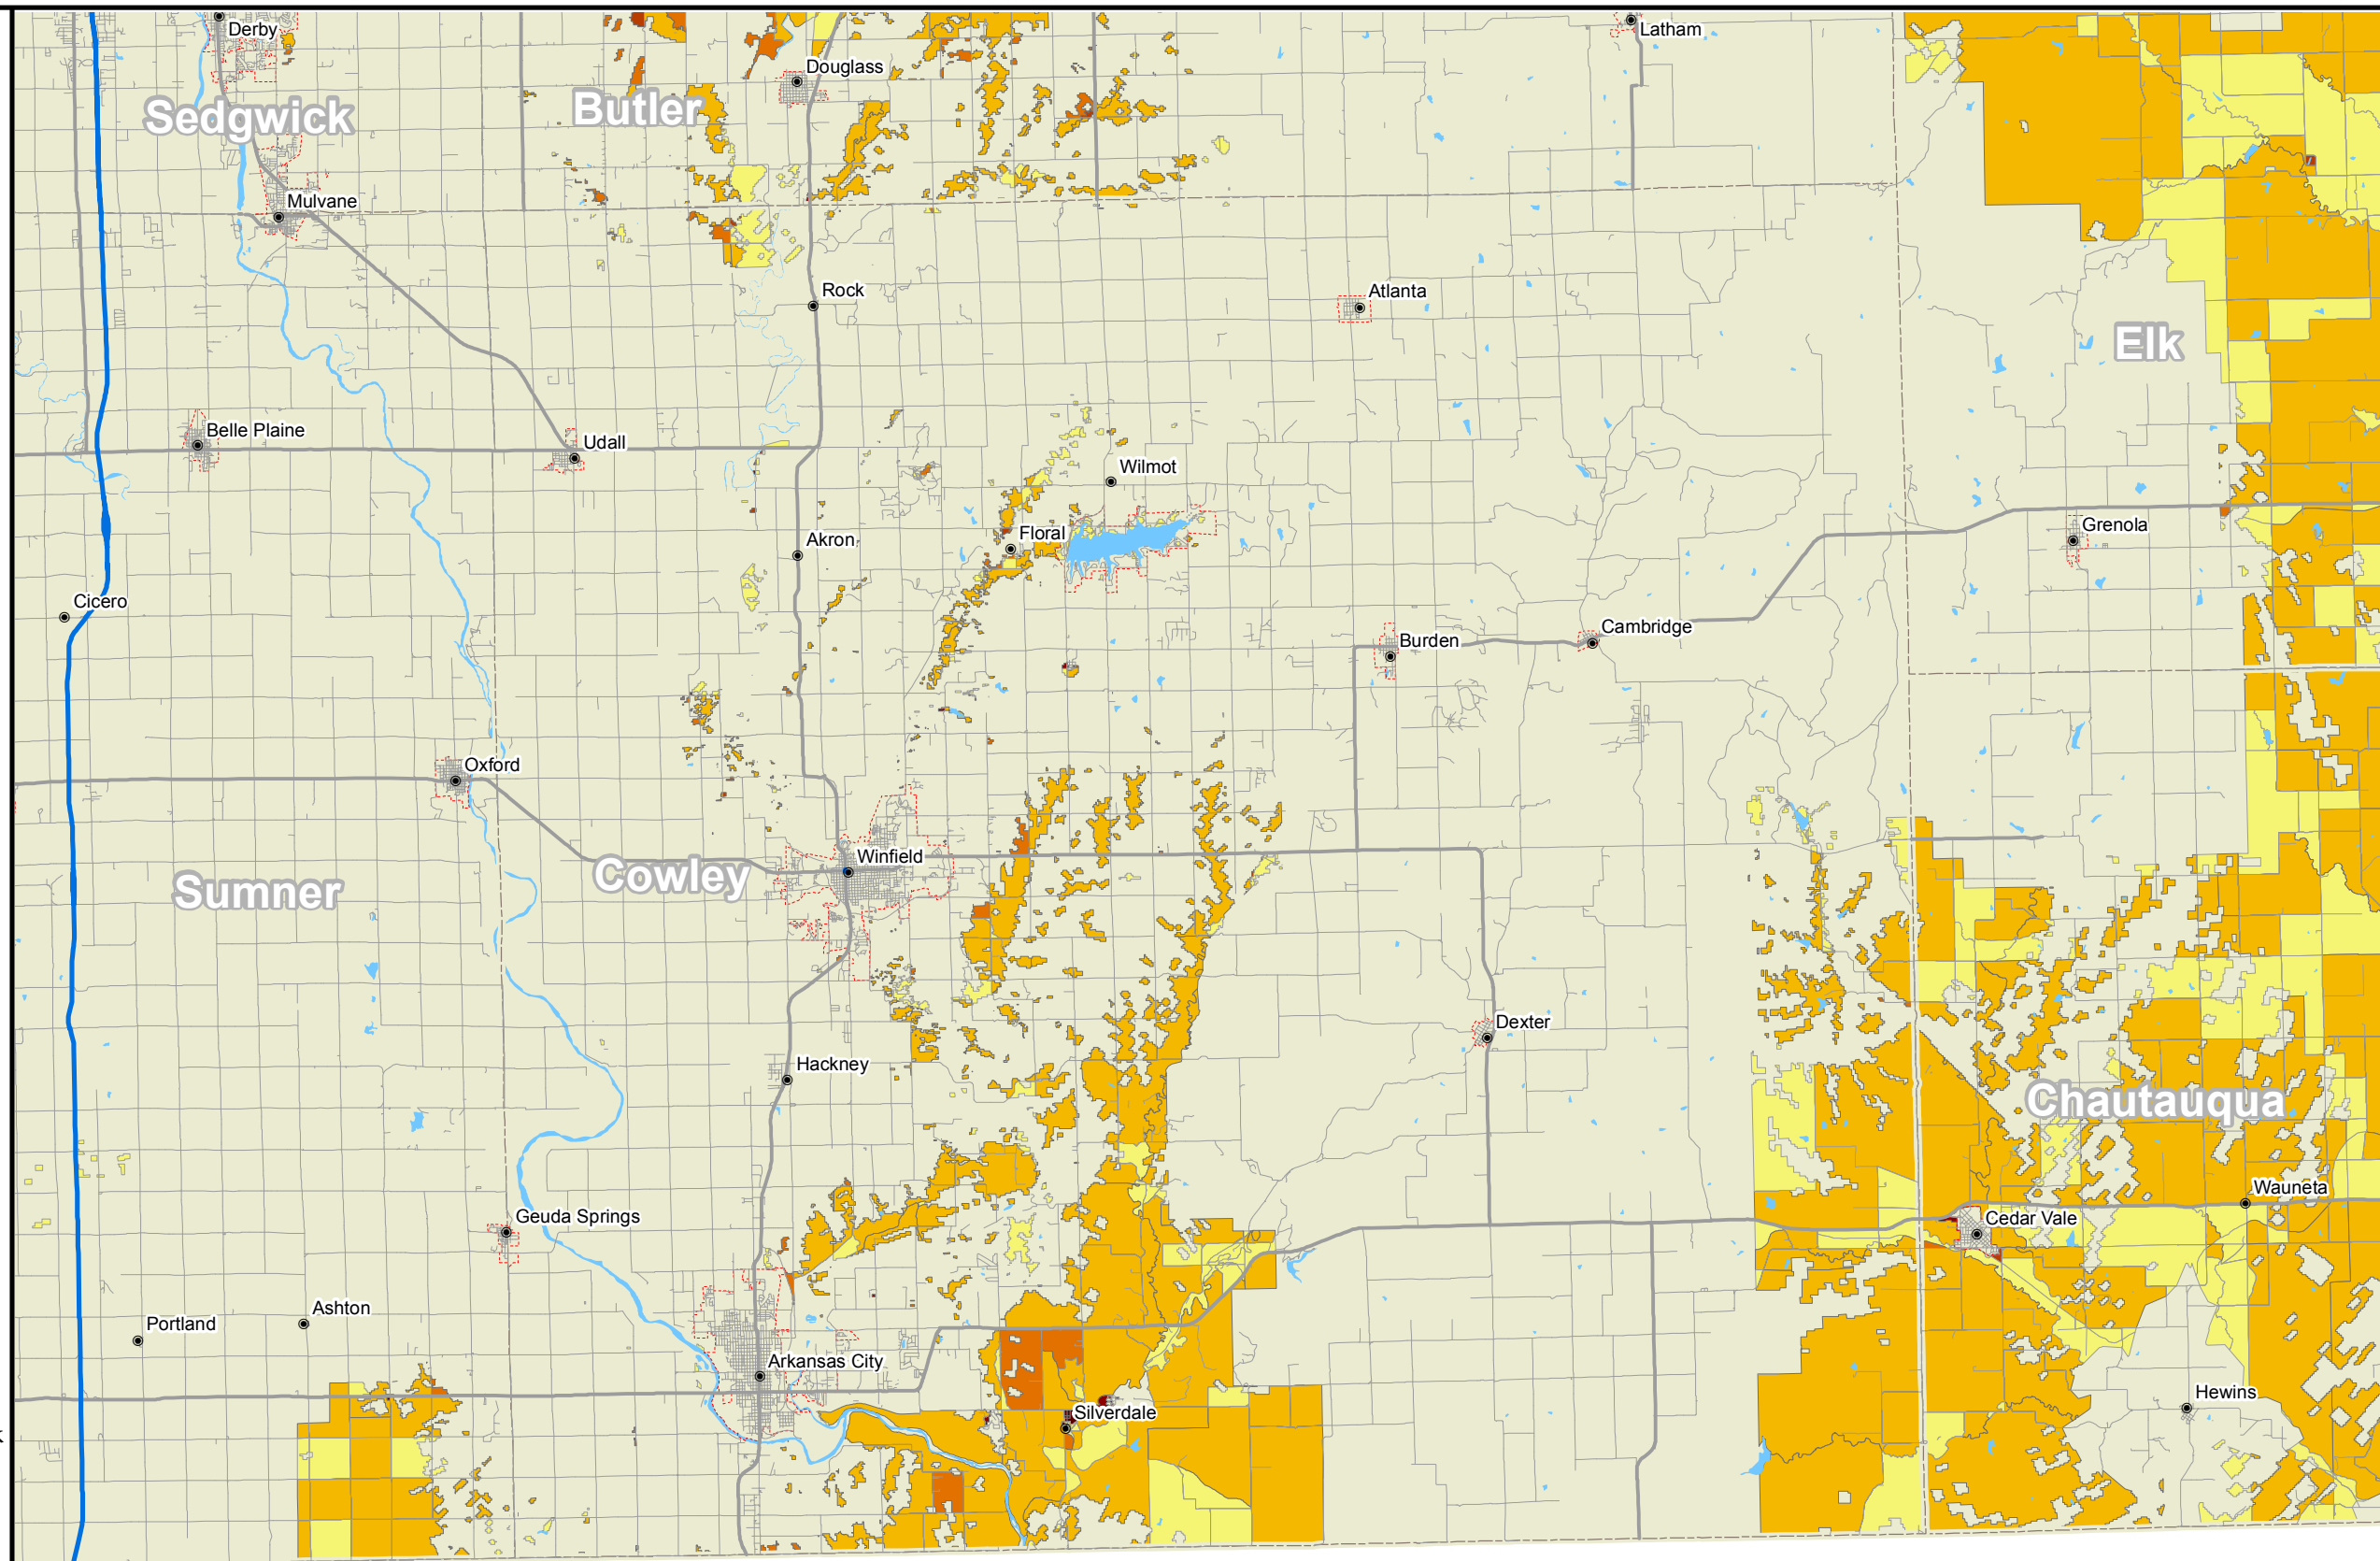 Derby
Latham
Douglass
Sedgwick
Butler
Mulvane
Rock
Atlanta
Elk
Belle Plaine
Udall
Wilmot
Grenola
Floral
Akron
Cicero
Burden
Cambridge
Oxford
Winfield
Sumner
Cowley
Dexter
Hackney
Chautauqua
Wauneta
Geuda Springs
Cedar Vale
Ashton
Portland
Arkansas City
Hewins
Silverdale